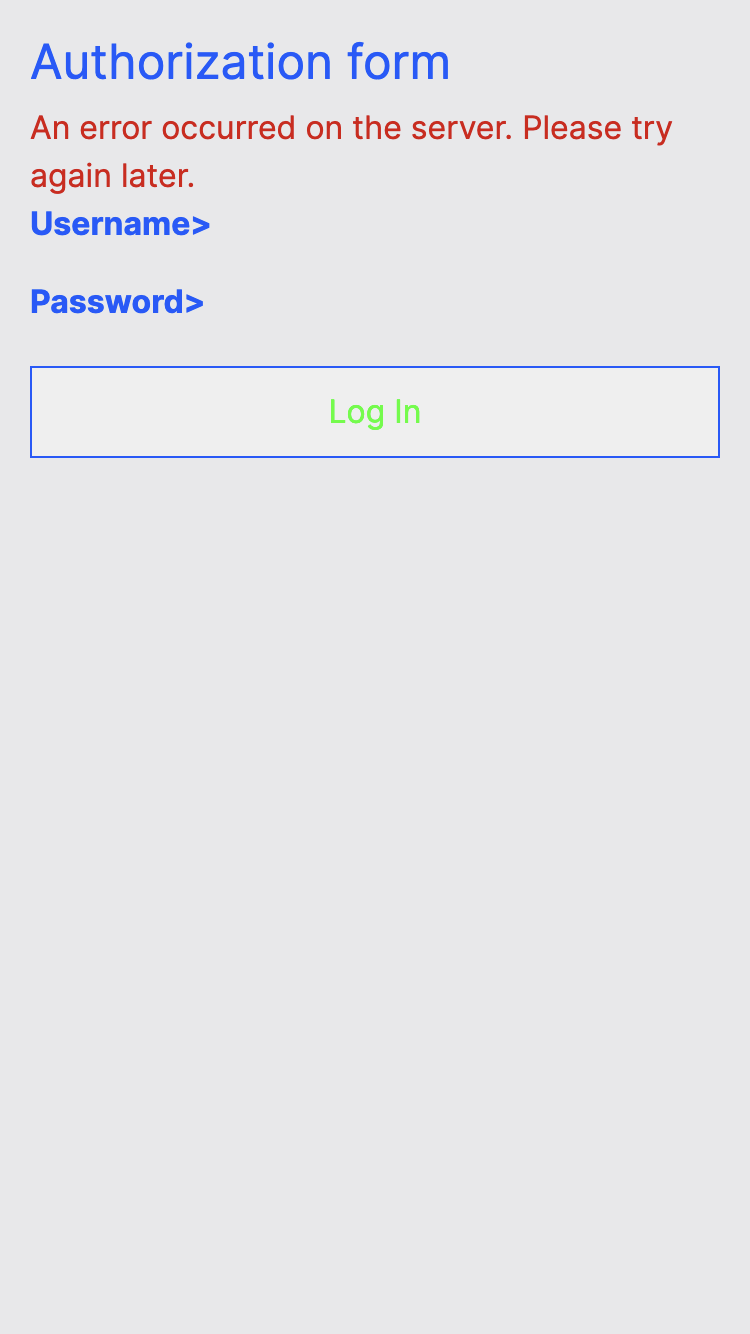 Authorization form
An error occurred on the server. Please try
again later.
Username>
Password>
Log In